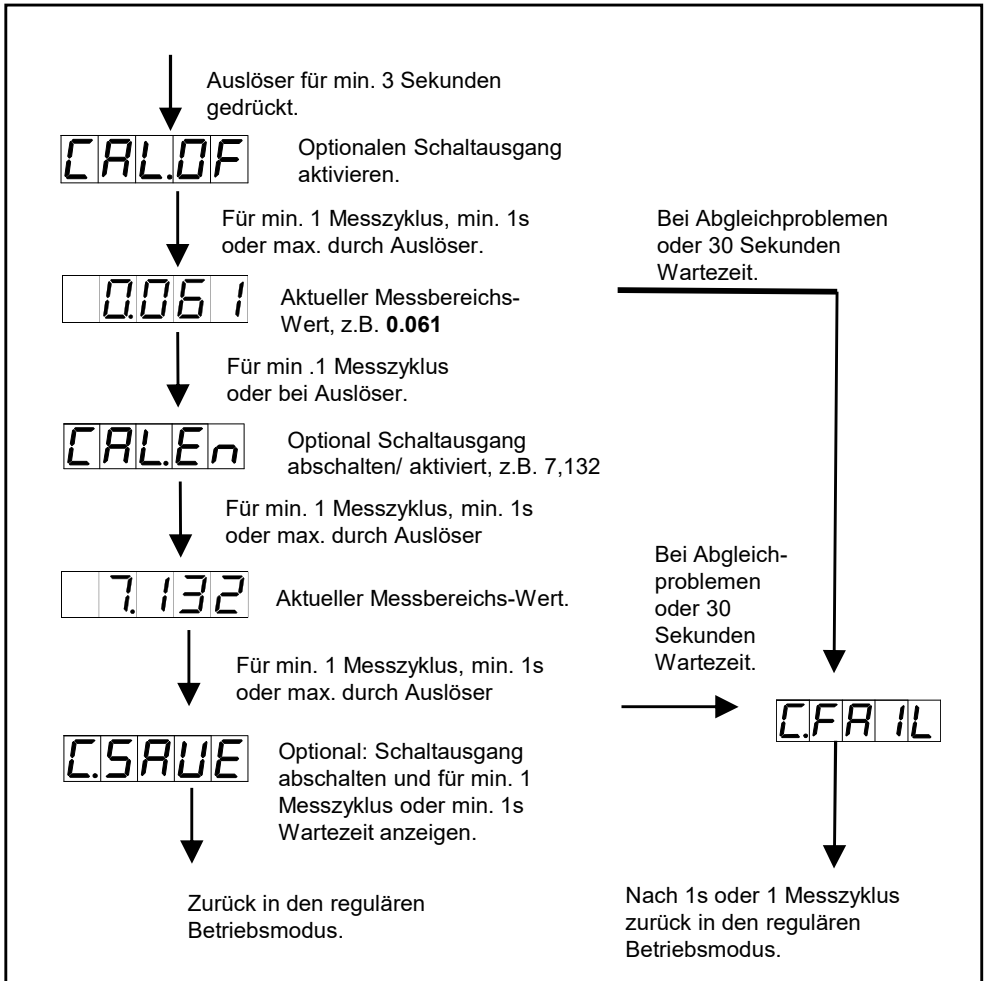 Auslöser für min. 3 Sekunden
gedrückt.
CAL.OF
Optionalen Schaltausgang
aktivieren.
Für min. 1 Messzyklus, min. 1s
oder max. durch Auslöser.
Bei Abgleichproblemen
oder 30 Sekunden
Wartezeit.
0.061
Aktueller Messbereichs-
Wert, z.B. 0.061
Für min .1 Messzyklus
oder bei Auslöser.
CAL.En
Optional Schaltausgang
abschalten/ aktiviert, z.B. 7,132
Für min. 1 Messzyklus, min. 1s
oder max. durch Auslöser
7.132
Aktueller Messbereichs-Wert.
Bei Abgleich-
problemen
oder 30
Sekunden
Wartezeit.
Für min. 1 Messzyklus, min. 1s
oder max. durch Auslöser
C.FAIL
C.SAVE
Optional: Schaltausgang
abschalten und für min. 1
Messzyklus oder min. 1s
Wartezeit anzeigen.
Zurück in den regulären
Betriebsmodus.
Nach 1s oder 1 Messzyklus
zurück in den regulären
Betriebsmodus.